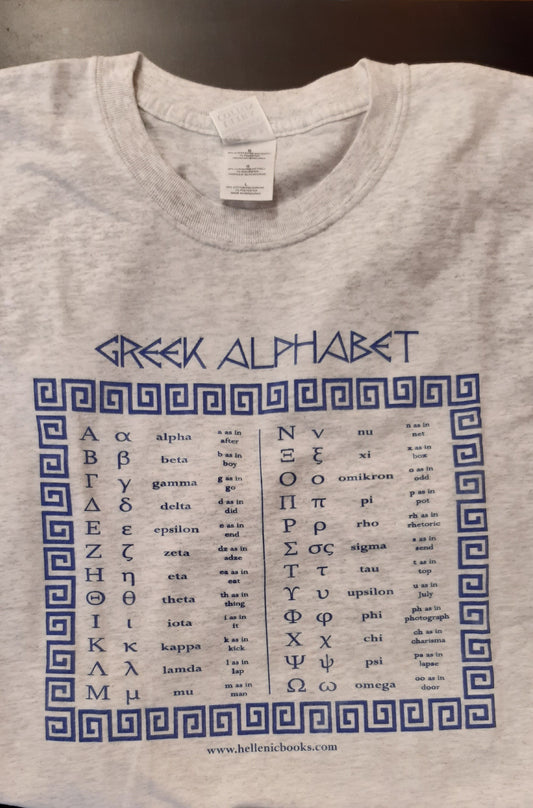 GREEK ALPHABET
Α α alpha a as in
after
Β β beta b as in
boy
Γ γ gamma g as in
go
Δ δ delta d as in
did
Ε ε epsilon e as in
end
Ζ ζ zeta dz as in
adze
Η η eta ea as in
eat
Θ θ theta th as in
thing
Ι ι iota i as in
it
Κ κ kappa k as in
kick
Λ λ lamda l as in
lap
Μ μ mu m as in
man
Ν ν nu n as in
net
Ξ ξ xi x as in
box
Ο ο omikron o as in
odd
Π π pi p as in
pot
Ρ ρ rho rh as in
rhetoric
Σ σς sigma s as in
send
Τ τ tau t as in
top
Υ υ upsilon u as in
July
Φ φ phi ph as in
photograph
Χ χ chi ch as in
charisma
Ψ ψ psi ps as in
lapse
Ω ω omega oo as in
door
www.hellenicbooks.com